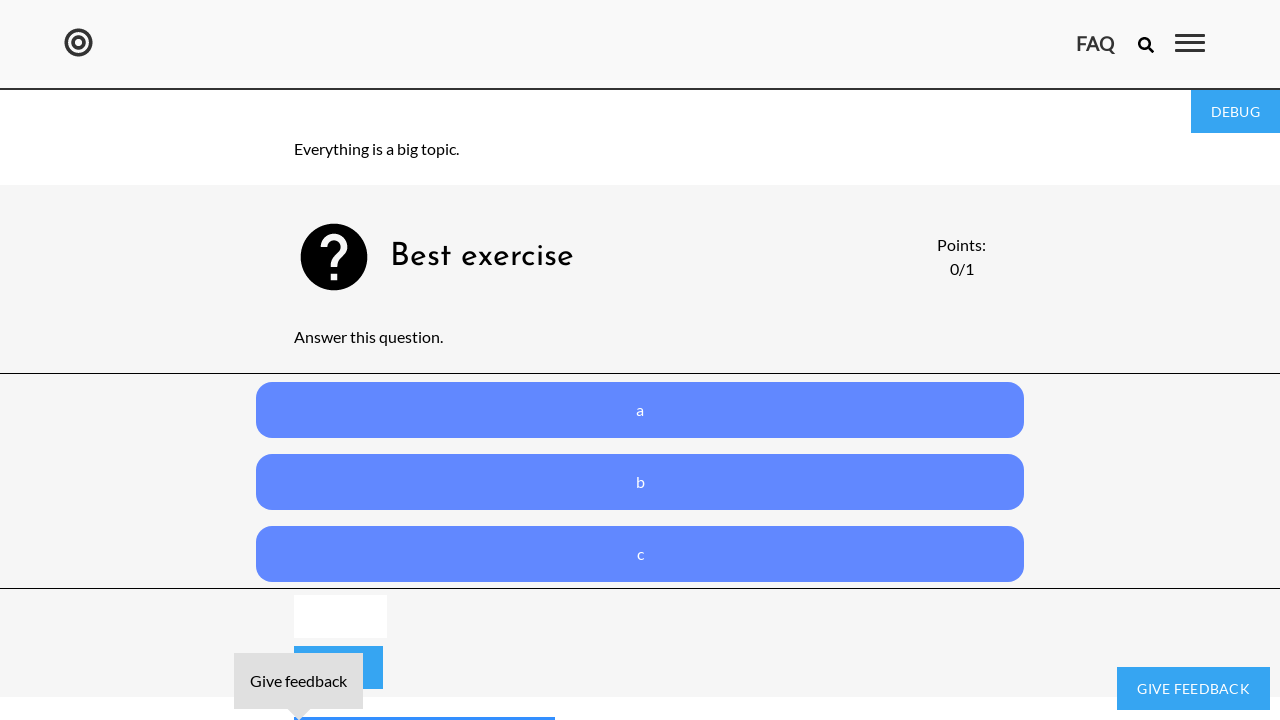 FAQ
DEBUG
Everything is a big topic.
Best exercise
Points:
0/1
Answer this question.
a
b
c
Give feedback
GIVE FEEDBACK